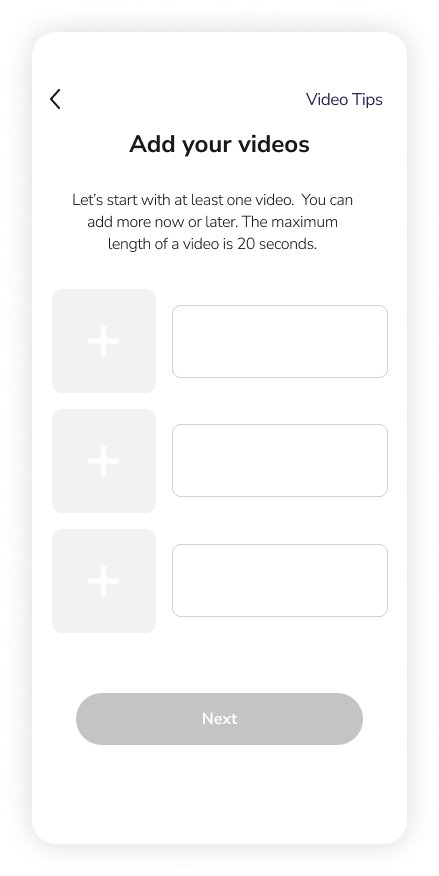 Video Tips
Add your videos
Let's start with at least one video.  You can
add more now or later. The maximum
length of a video is 20 seconds.
Next